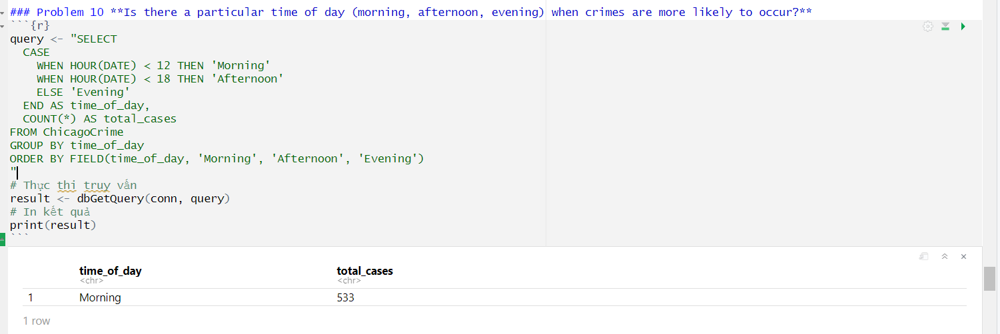 ### Problem 10 **Is there a particular time of day (morning, afternoon, evening) when crimes are more likely to occur?**
```{r}
query <- "SELECT
  CASE
    WHEN HOUR(DATE) < 12 THEN 'Morning'
    WHEN HOUR(DATE) < 18 THEN 'Afternoon'
    ELSE 'Evening'
  END AS time_of_day,
  COUNT(*) AS total_cases
FROM ChicagoCrime
GROUP BY time_of_day
ORDER BY FIELD(time_of_day, 'Morning', 'Afternoon', 'Evening')
"
# Thực thi truy vấn
result <- dbGetQuery(conn, query)
# In kết quả
print(result)
```
time_of_day total_cases
<chr> <chr>
1 Morning 533
1 row